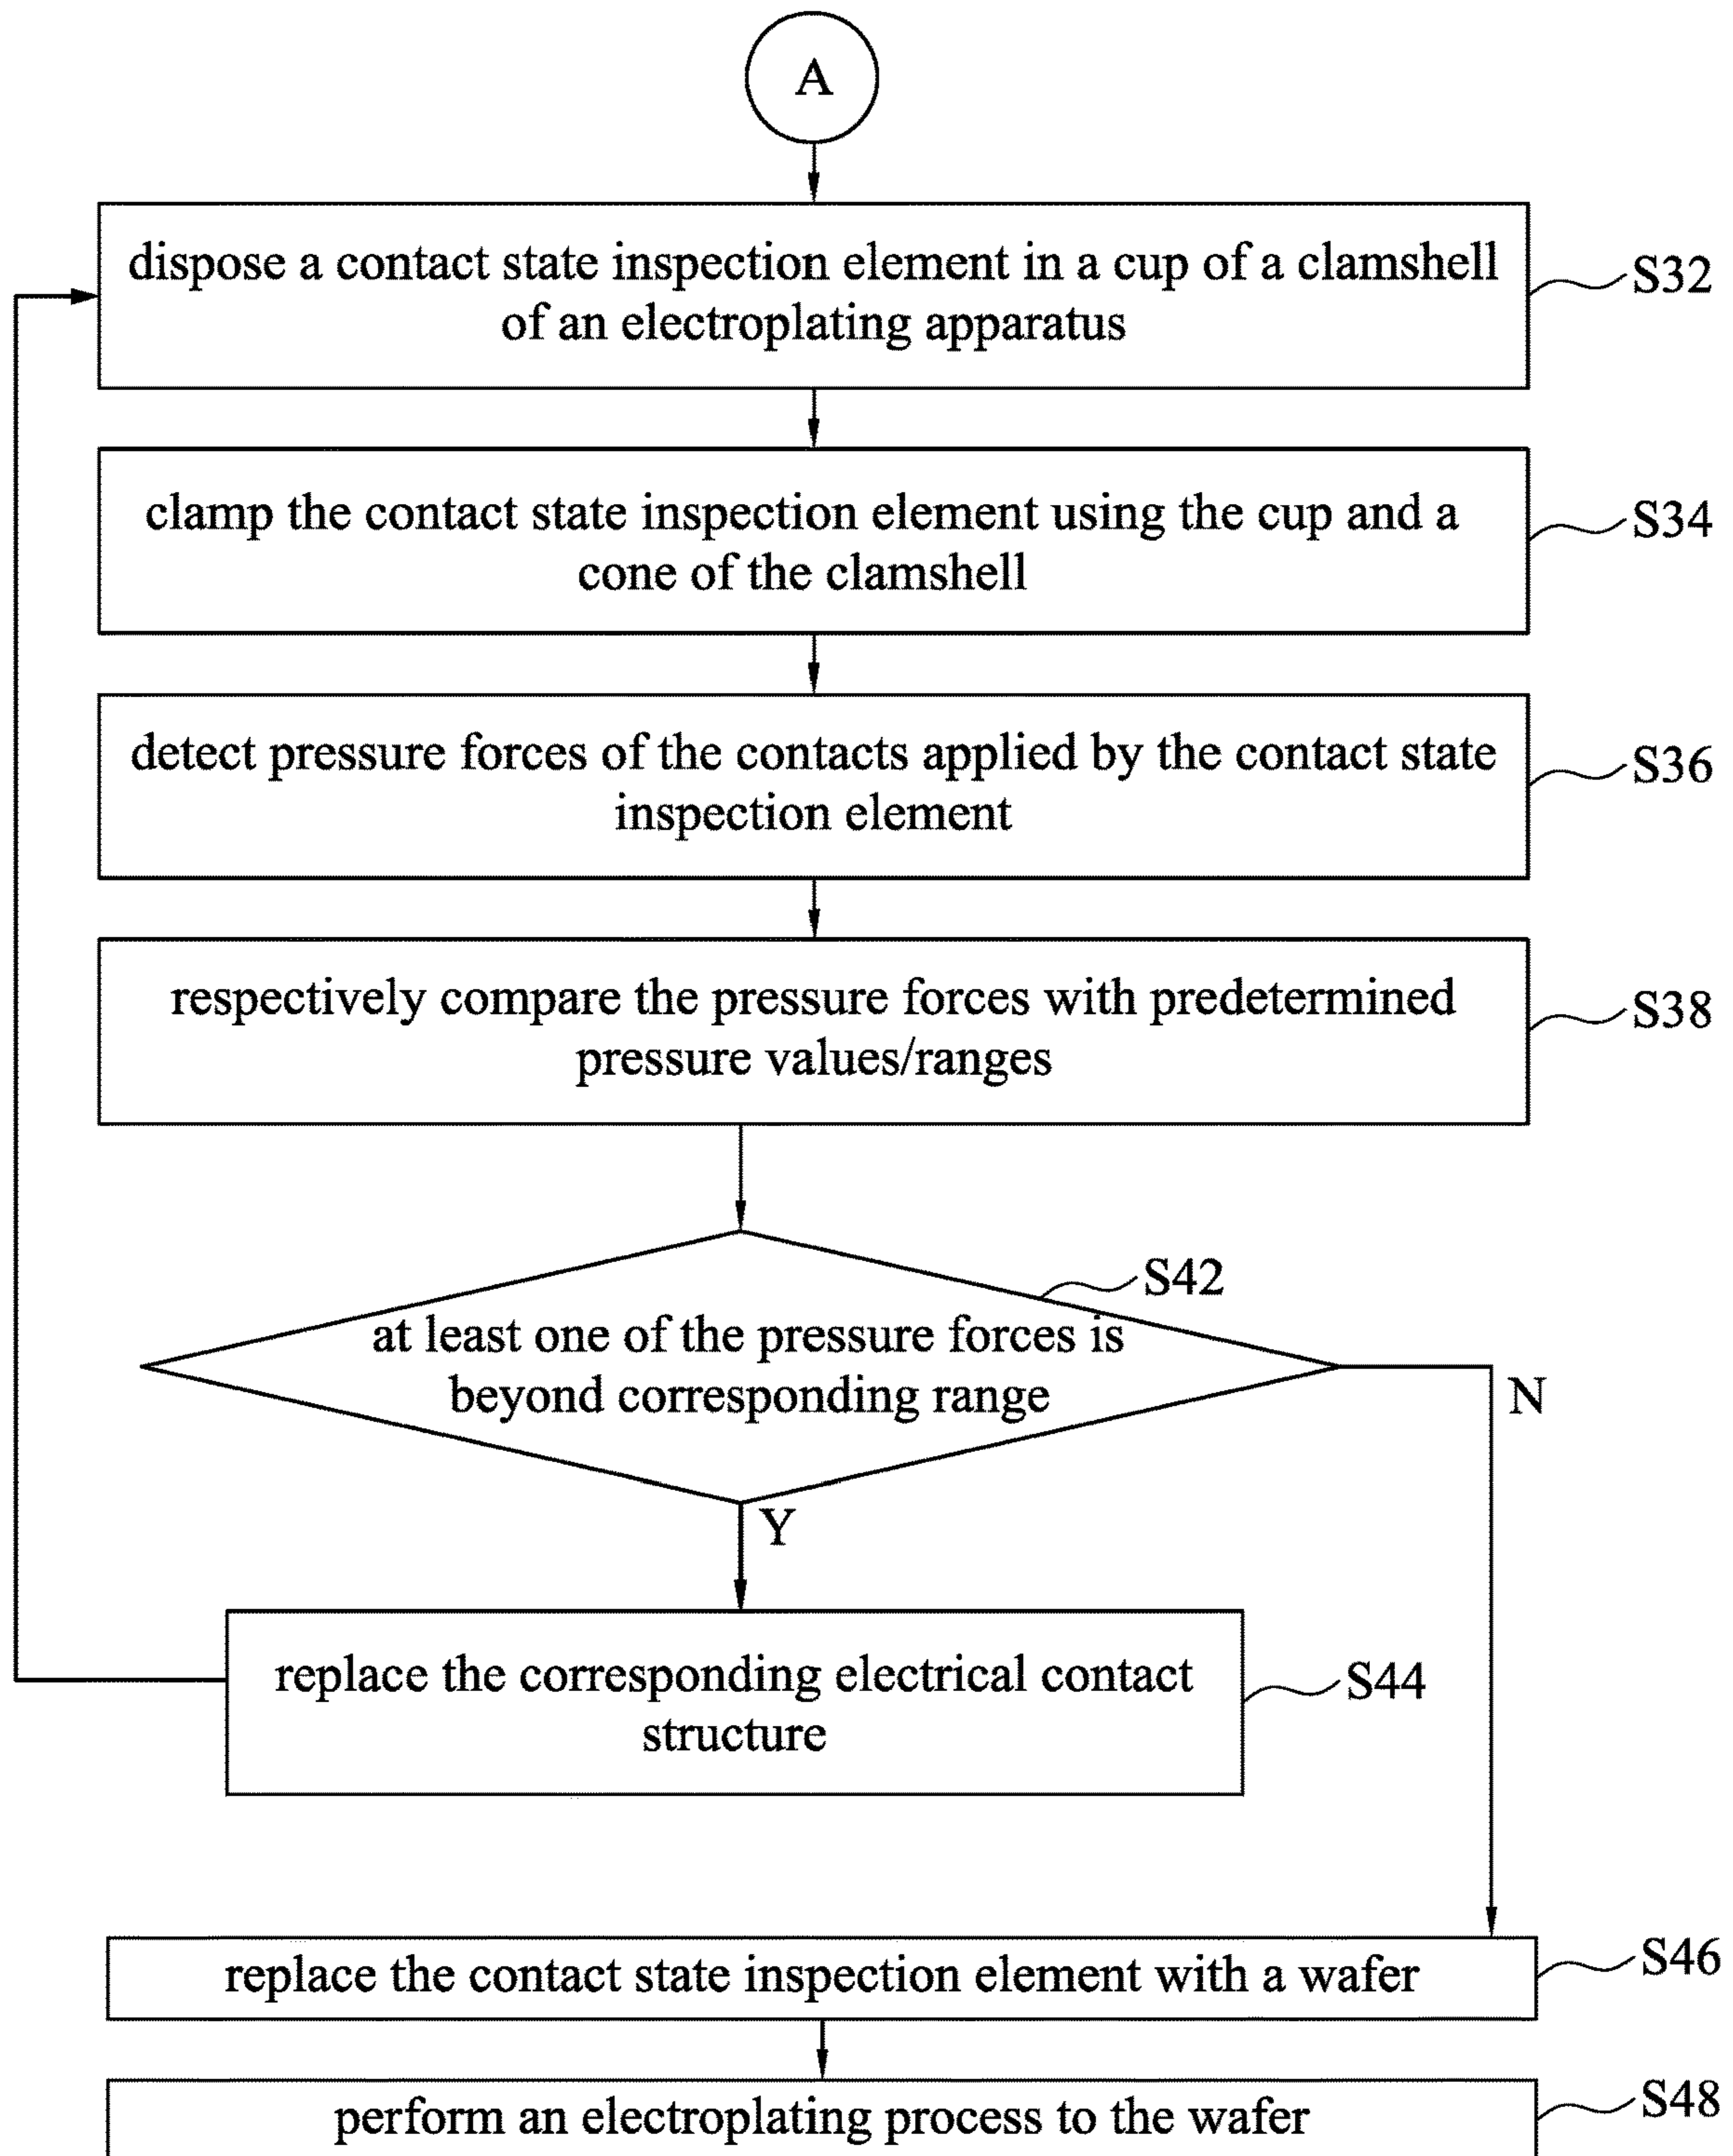 A
dispose a contact state inspection element in a cup of a clamshell
of an electroplating apparatus
S32
clamp the contact state inspection element using the cup and a
cone of the clamshell
S34
detect pressure forces of the contacts applied by the contact state
inspection element
S36
respectively compare the pressure forces with predetermined
pressure values/ranges
S38
S42
at least one of the pressure forces is
beyond corresponding range
N
Y
replace the corresponding electrical contact
structure
S44
replace the contact state inspection element with a wafer
S46
perform an electroplating process to the wafer
S48